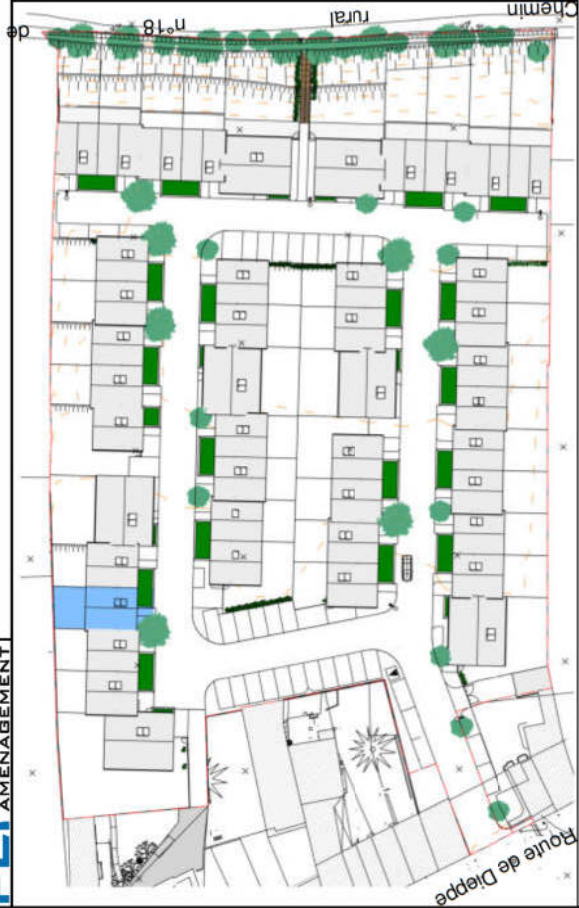 Chemin
rural
n°18
de
AMENAGEMENT
Route de Dieppe